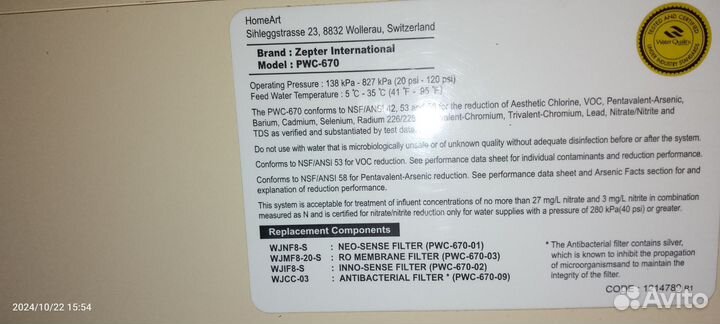 HomeArt
Sihleggstrasse 23, 8832 Wollerau, Switzerland
Brand : Zepter International
Model : PWC-670
Operating Pressure : 138 kPa - 827 kPa (20 psi - 120 psi)
Feed Water Temperature : 5℃ - 35℃ (41℉ - 95℉)
The PWC-670 conforms to NSF/ANSI 42, 53 and for the reduction of Aesthetic Chlorine, VOC, Pentavalent-Arsenic,
Barium, Cadmium, Selenium, Radium 226/228, Trivalent-Chromium, Lead, Nitrate/Nitrite and
TDS as verified and substantiated by test data.
Do not use with water that is microbiologically unsafe or of unknown quality without adequate disinfection before or after the system.
Conforms to NSF/ANSI 53 for VOC reduction. See performance data sheet for individual contaminants and reduction performance.
Conforms to NSF/ANSI 58 for Pentavalent-Arsenic reduction. See performance data sheet and Arsenic Facts section for and
explanation of reduction performance.
This system is acceptable for treatment of influent concentrations of no more than 27 mg/L nitrate and 3 mg/L nitrite in combination
measured as N and is certified for nitrate/nitrite reduction only for water supplies with a pressure of 280 kPa(40 psi) or greater.
Replacement Components
WJNF8-S : NEO-SENSE FILTER (PWC-670-01)
WJMF8-20-S : RO MEMBRANE FILTER (PWC-670-03)
WJIF8-S : INNO-SENSE FILTER (PWC-670-02)
WJCC-03 : ANTIBACTERIAL FILTER * (PWC-670-09)
* The Antibacterial filter contains silver,
which is known to inhibit the propagation
of microorganismsand to maintain the
integrity of the filter.
CODE : 1214780-R1
TESTED AND CERTIFIED
Water Quality
UNDER INDUSTRY STANDARDS
2024/10/22 15:54
Avito